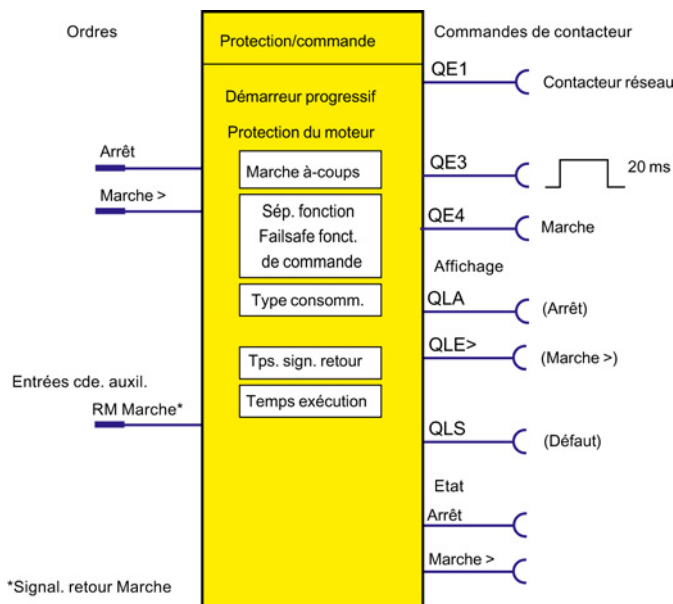 Ordres
Protection/commande
Commandes de contacteur
QE1
Contacteur réseau
Démarreur progressif
Protection du moteur
Arrêt
Marche à-coups
QE3
20 ms
Marche >
Sép. fonction
Failsafe fonct.
de commande
QE4
Marche
Affichage
Type consomm.
QLA
(Arrêt)
QLE>
(Marche >)
Tps. sign. retour
Entrées cde. auxil.
RM Marche*
Temps exécution
QLS
(Défaut)
Etat
Arrêt
Marche >
*Signal. retour Marche